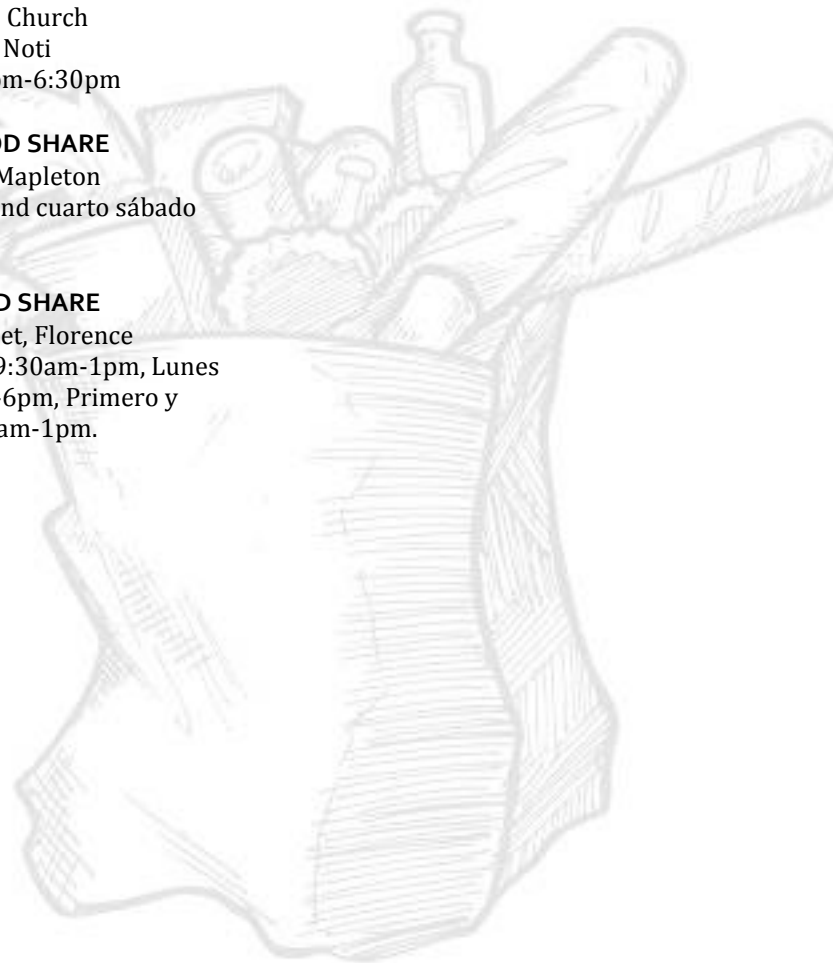 Church
Noti
m-6:30pm
D SHARE
Mapleton
nd cuarto sábado
D SHARE
et, Florence
9:30am-1pm, Lunes
-6pm, Primero y
am-1pm.